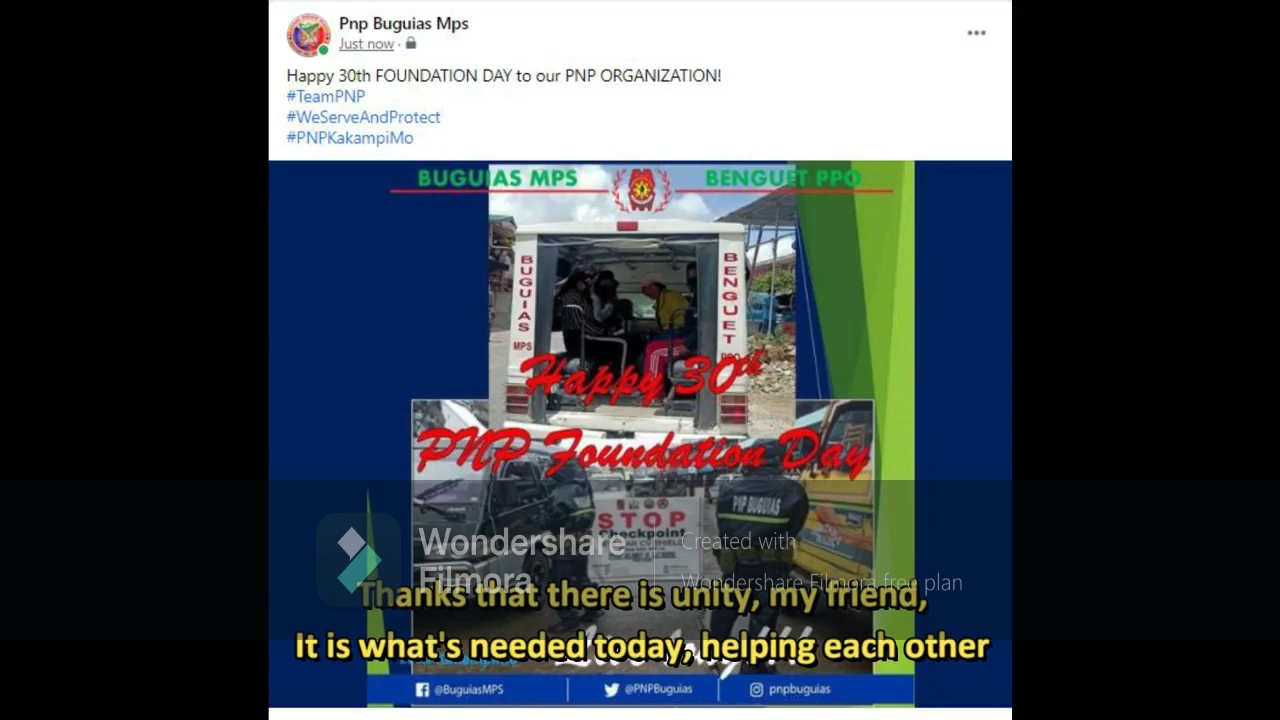 Pnp Buguias Mps
Just now ·
Happy 30th FOUNDATION DAY to our PNP ORGANIZATION!
#TeamPNP
#WeServeAndProtect
#PNPKakampiMo
BUGUIAS MPS
BENGUET PPO
BUGUIAS
MPS
BENGUET
PPO
Happy 30th
PNP Foundation Day
PNP BUGUIAS
STOP
Checkpoint
Wondershare
Filmora
Created with
Wondershare Filmora free plan
Thanks that there is unity, my friend,
It is what's needed today, helping each other
@BuguiasMPS
@PNPBuguias
pnpbuguias